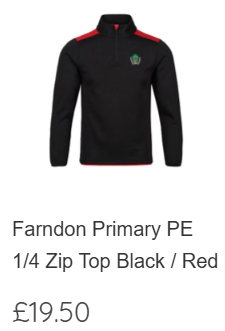 Farndon Primary PE
1/4 Zip Top Black / Red
£19.50